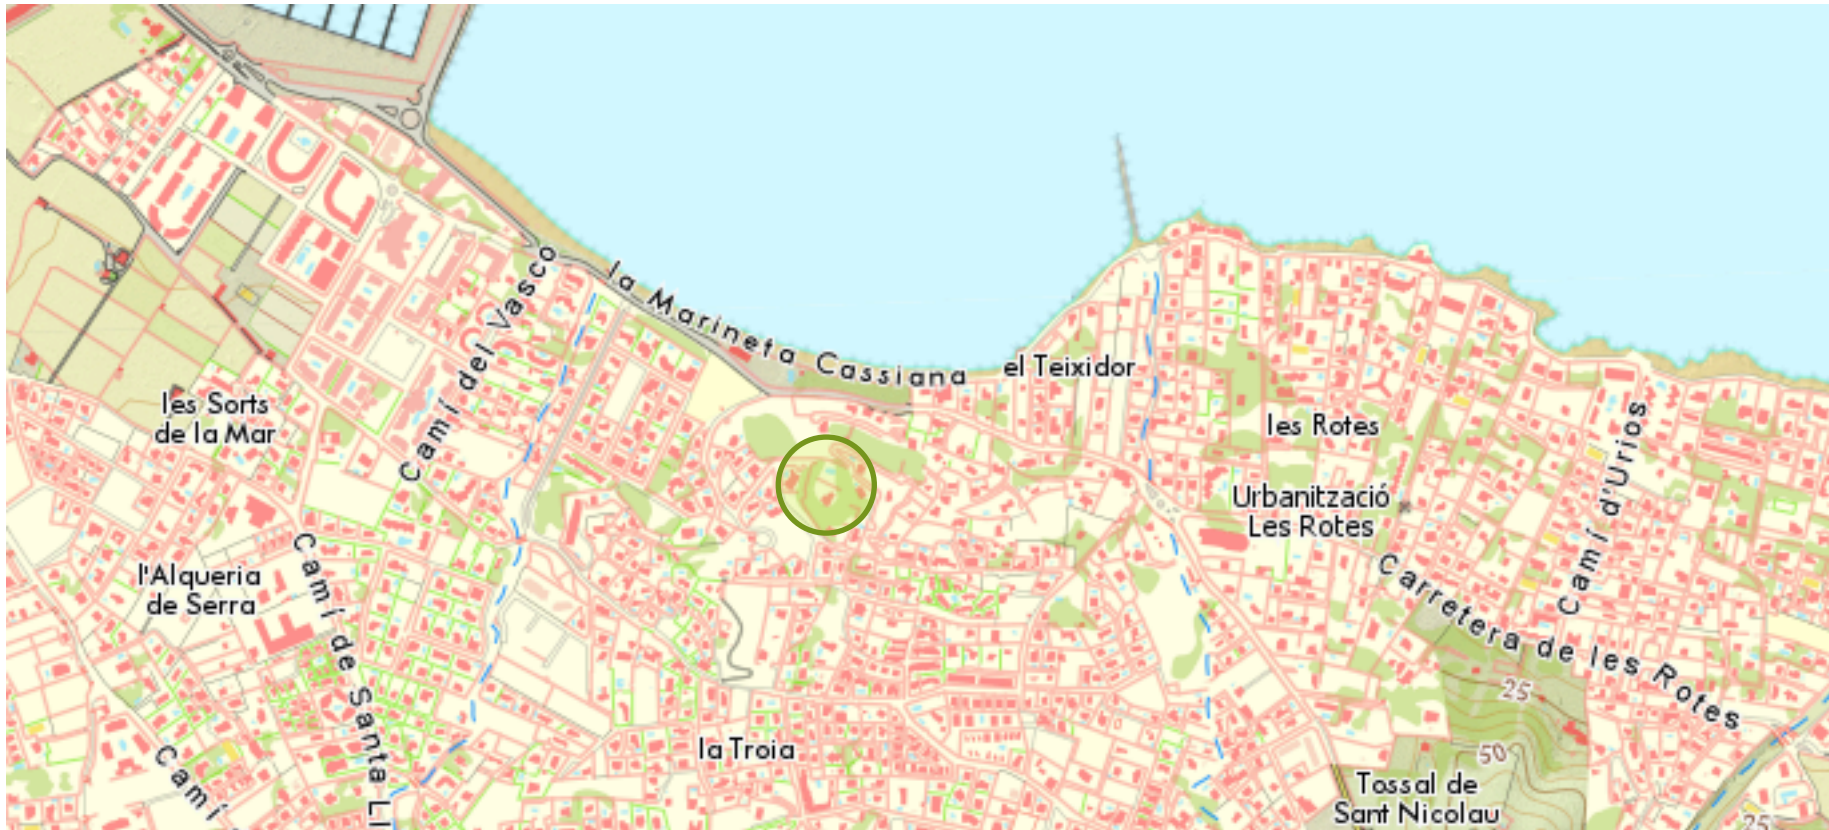 la Marineta Cassiana
Camí del Vasco
el Teixidor
les Sorts
de la Mar
les Rotes
Camí d'Urios
Urbanització
Les Rotes
Carretera de les Rotes
l'Alqueria
de Serra
Camí de Santa Ll
Camí
la Troia
25
50
Tossal de
Sant Nicolau
25